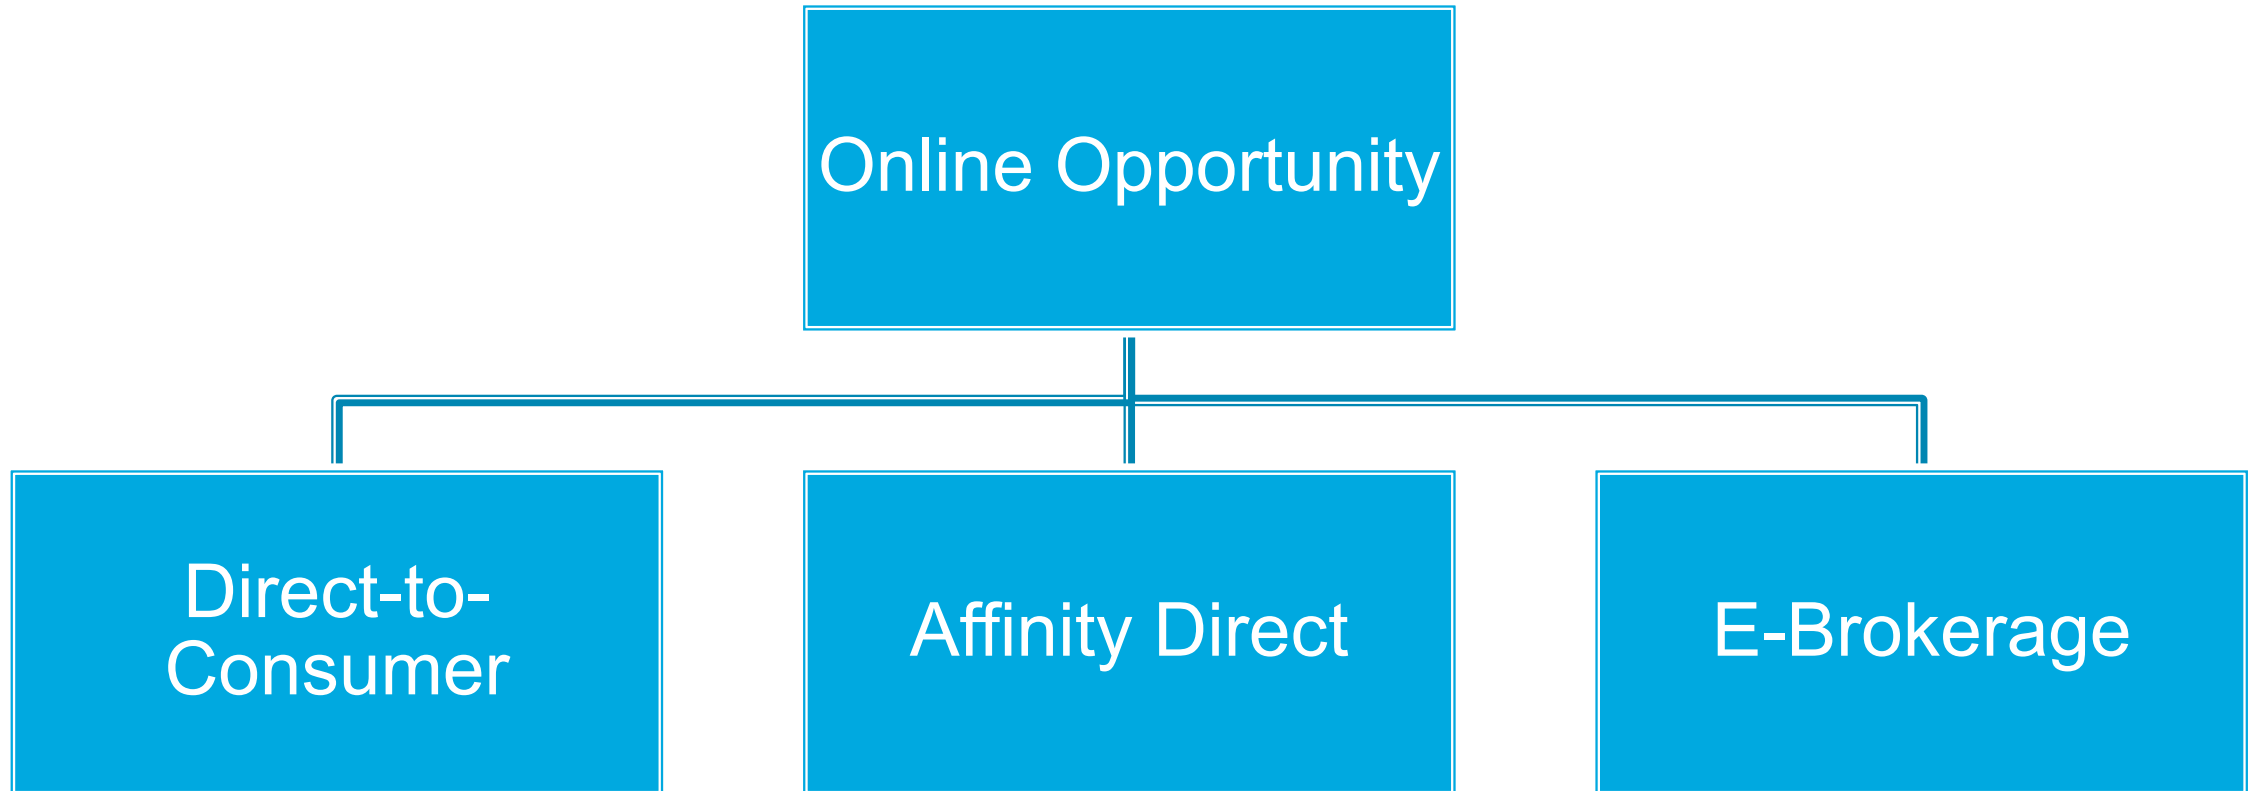 Online Opportunity
Direct-to-
Consumer
Affinity Direct
E-Brokerage